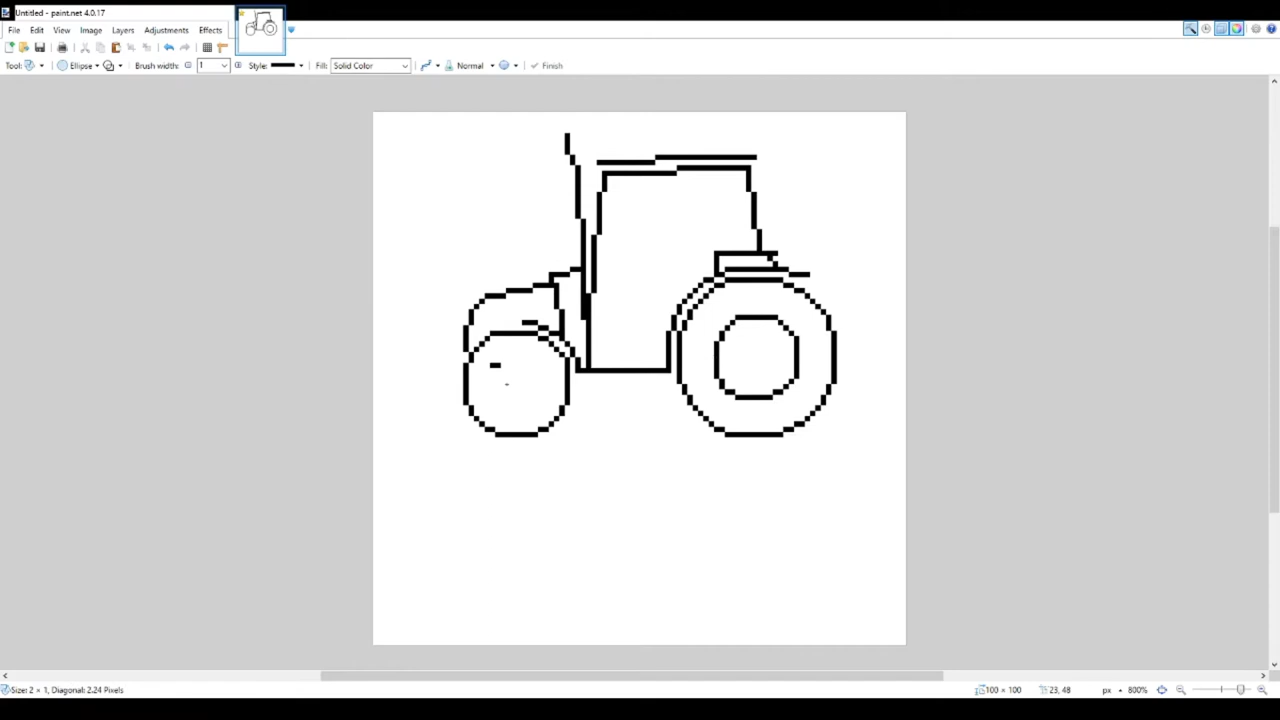 Untitled - paint.net 4.0.17
File Edit View Image Layers Adjustments Effects
Tool: Ellipse Brush width: 1 Style: Fill: Solid Color Normal Finish
Size: 2 × 1, Diagonal: 2.24 Pixels 100 × 100 23, 48 px 800%